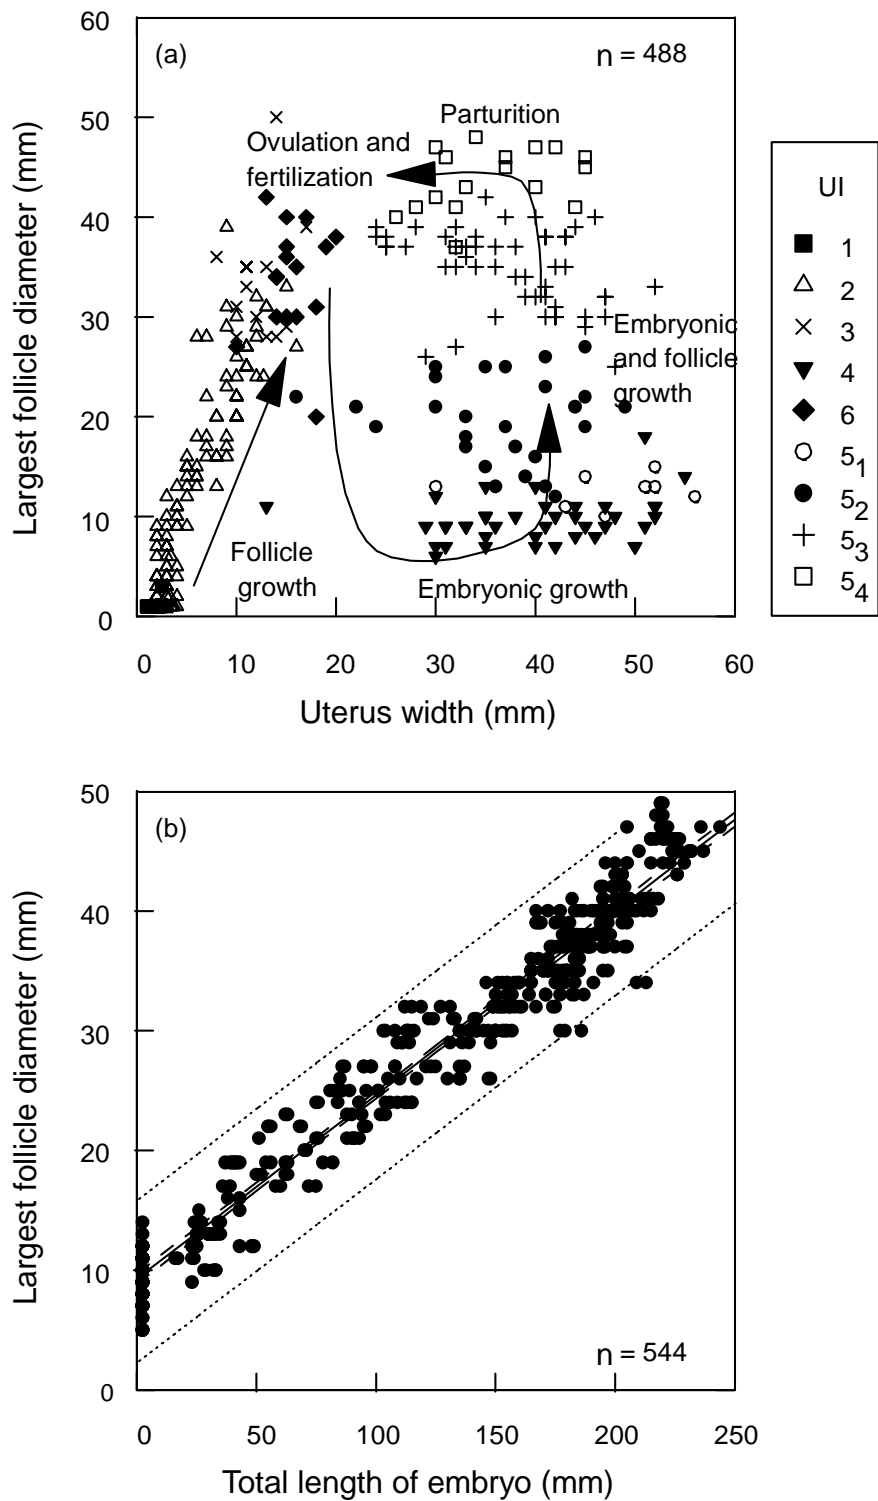 60
50
40
30
20
10
0
Largest follicle diameter (mm)
(a)
n = 488
Parturition
Ovulation and
fertilization
Embryonic
and follicle
growth
Follicle
growth
Embryonic growth
0 10 20 30 40 50 60
Uterus width (mm)
UI
1
2
3
4
6
5₁
5₂
5₃
5₄
50
40
30
20
10
0
Largest follicle diameter (mm)
(b)
n = 544
0 50 100 150 200 250
Total length of embryo (mm)